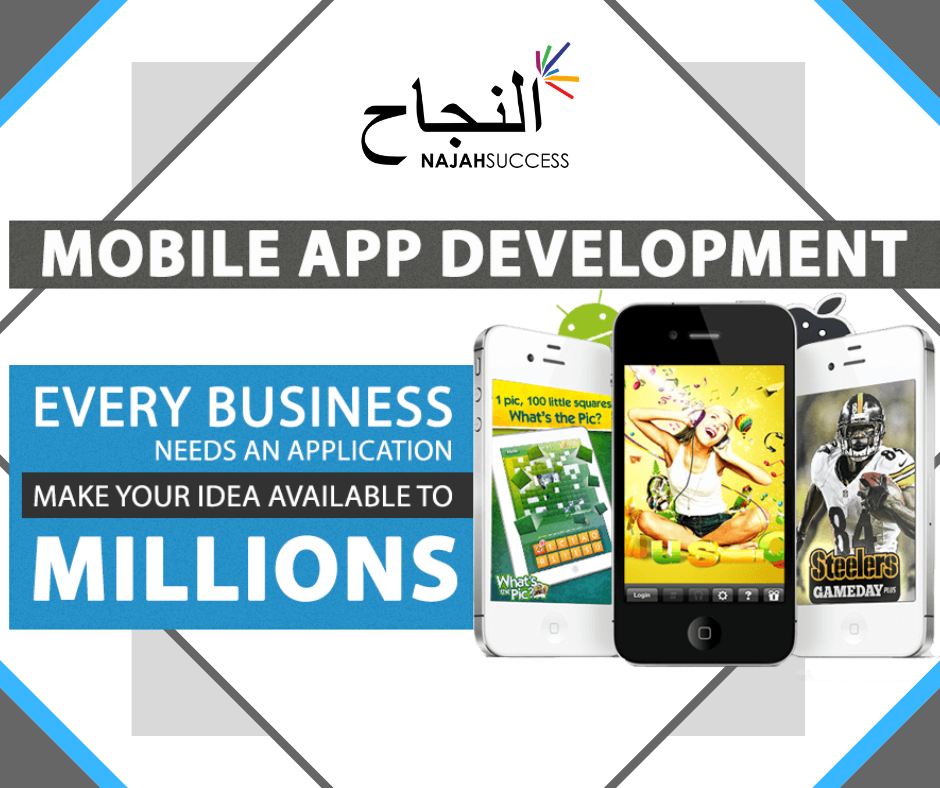 النجاح
NAJAHSUCCESS
MOBILE APP DEVELOPMENT
EVERY BUSINESS
NEEDS AN APPLICATION
MAKE YOUR IDEA AVAILABLE TO
MILLIONS
1 pic, 100 little squares
What's the Pic?
What's
the Pic?
Login
?
84
84
Steelers
GAMEDAY PLUS